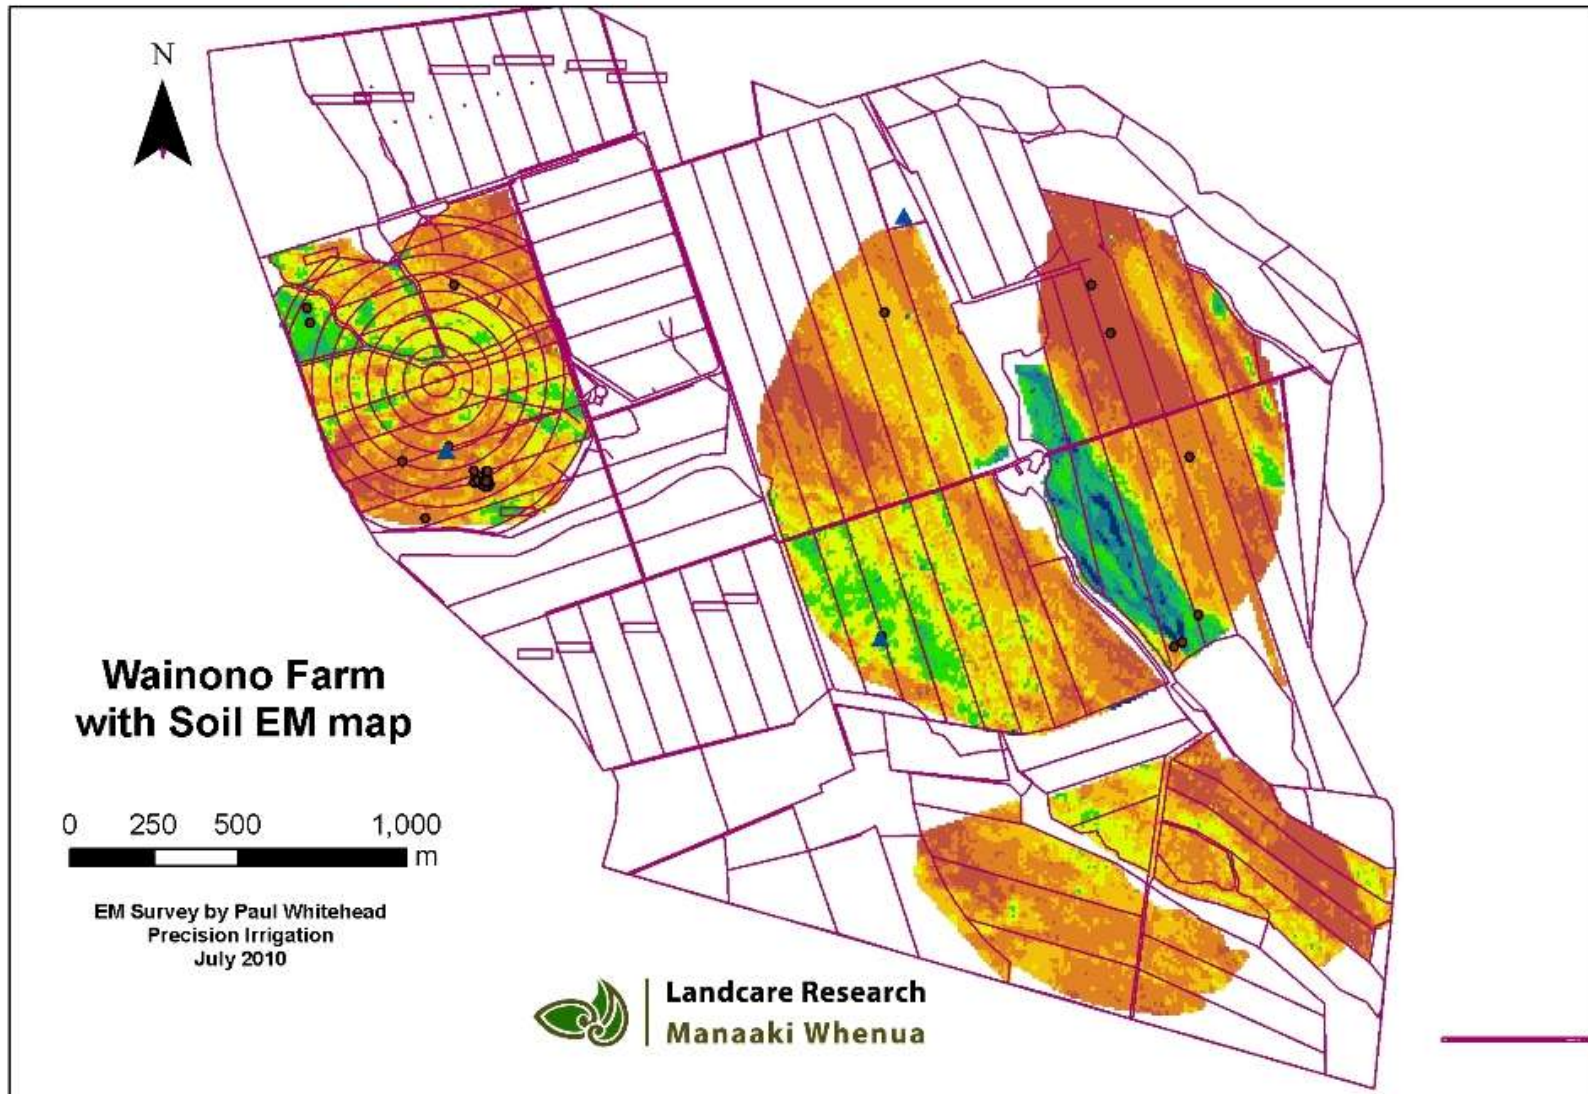 N
Wainono Farm
with Soil EM map
0 250 500 1,000
m
EM Survey by Paul Whitehead
Precision Irrigation
July 2010
Landcare Research
Manaaki Whenua